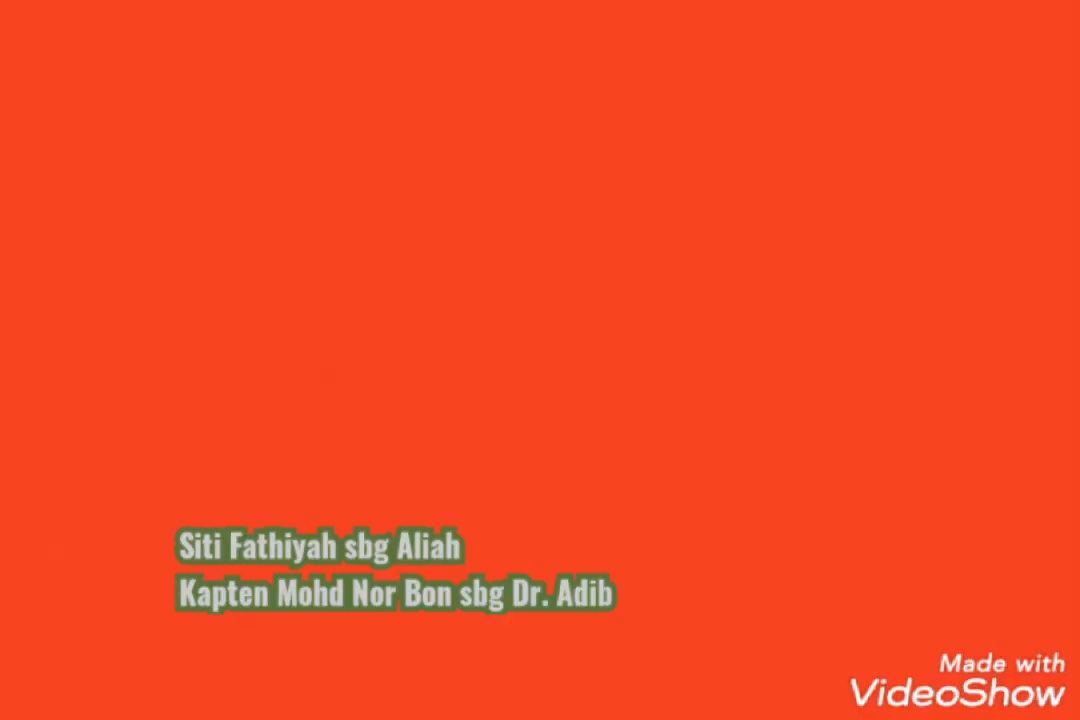 Siti Fathiyah sbg Aliah
Kapten Mohd Nor Bon sbg Dr. Adib
Made with
VideoShow